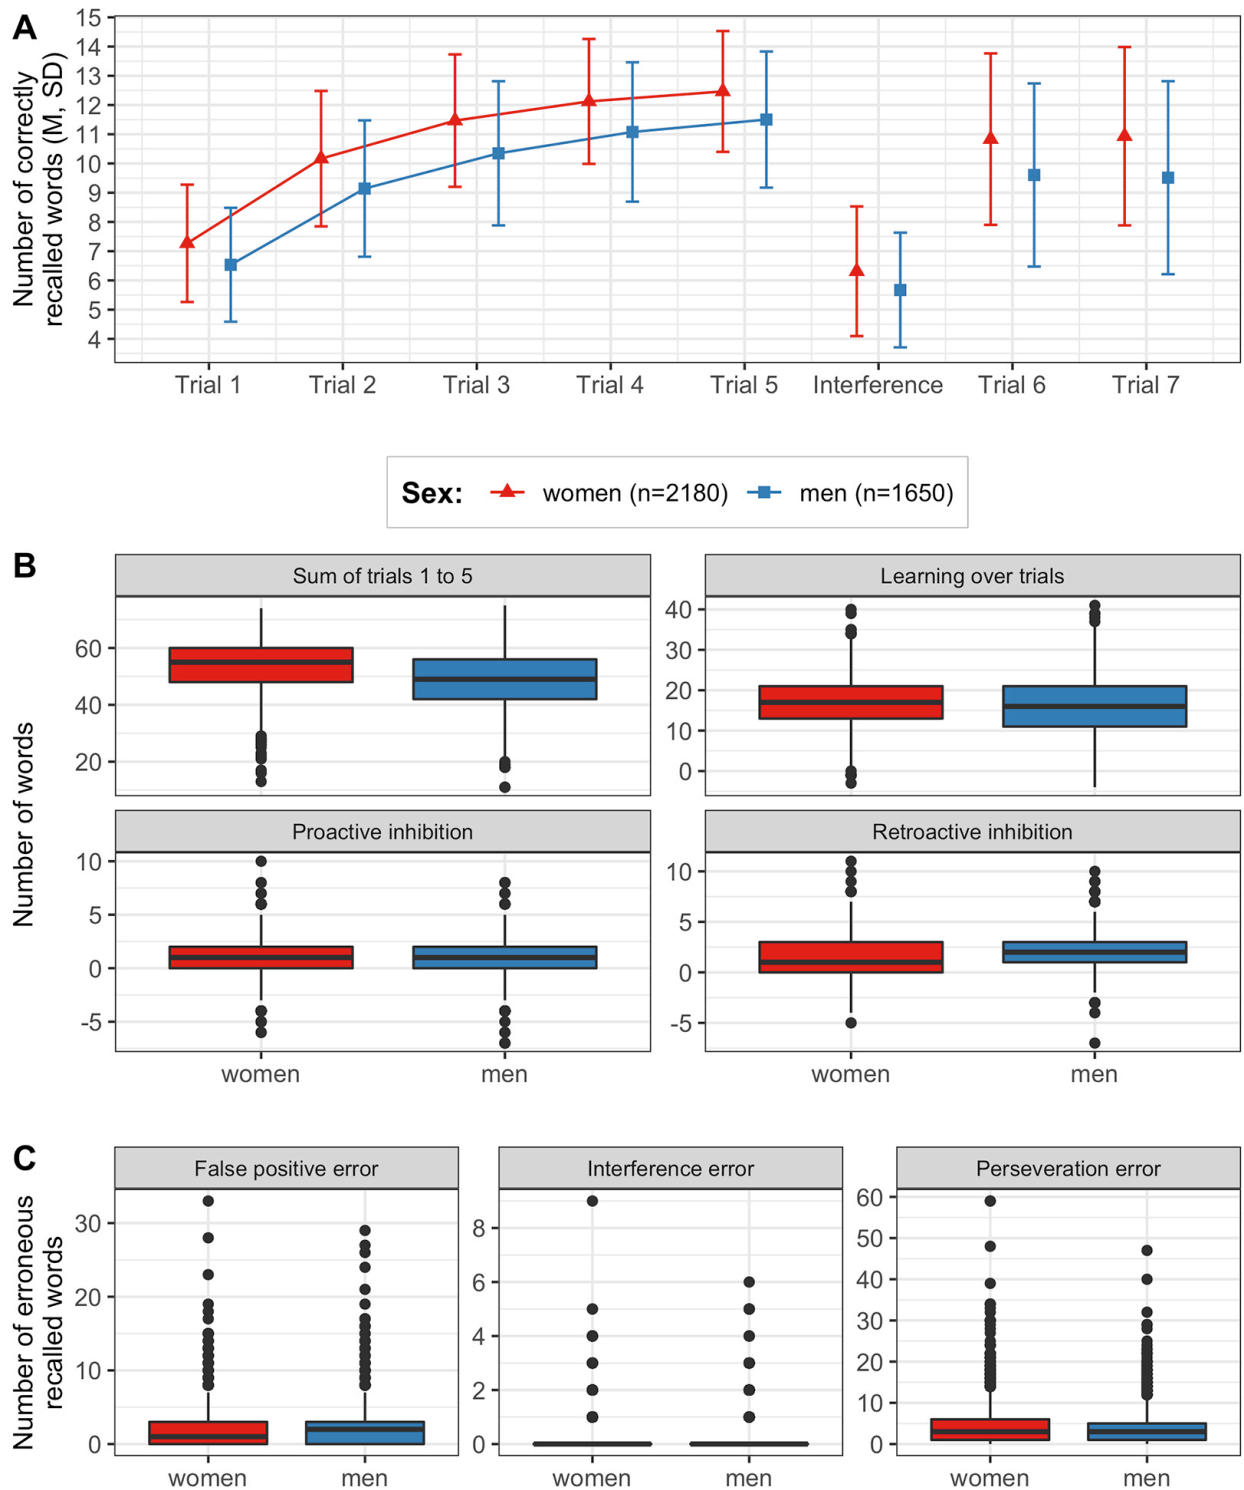 A
Number of correctly
recalled words (M, SD)
15
14
13
12
11
10
9
8
7
6
5
4
Trial 1 Trial 2 Trial 3 Trial 4 Trial 5 Interference Trial 6 Trial 7
Sex: women (n=2180) men (n=1650)
B
Number of words
Sum of trials 1 to 5
60
40
20
Learning over trials
40
30
20
10
0
Proactive inhibition
10
5
0
-5
women men
Retroactive inhibition
10
5
0
-5
women men
C
Number of erroneous
recalled words
False positive error
30
20
10
0
women men
Interference error
8
6
4
2
0
women men
Perseveration error
60
50
40
30
20
10
0
women men